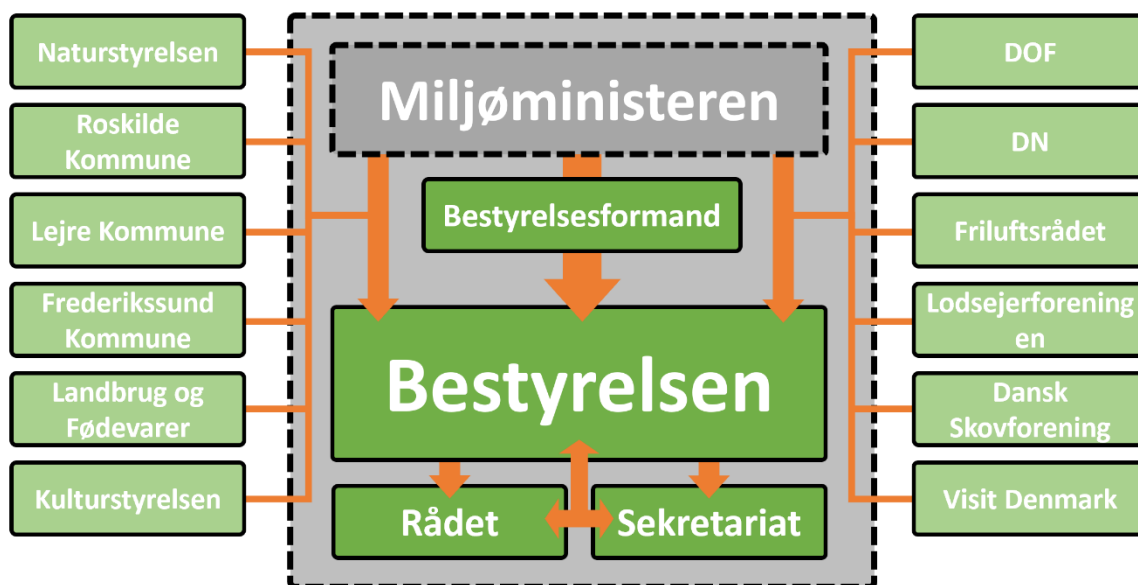 Naturstyrelsen
Roskilde
Kommune
Lejre Kommune
Frederikssund
Kommune
Landbrug og
Fødevarer
Kulturstyrelsen
Miljøministeren
Bestyrelsesformand
Bestyrelsen
Rådet
Sekretariat
DOF
DN
Friluftsrådet
Lodsejerforening
en
Dansk
Skovforening
Visit Denmark